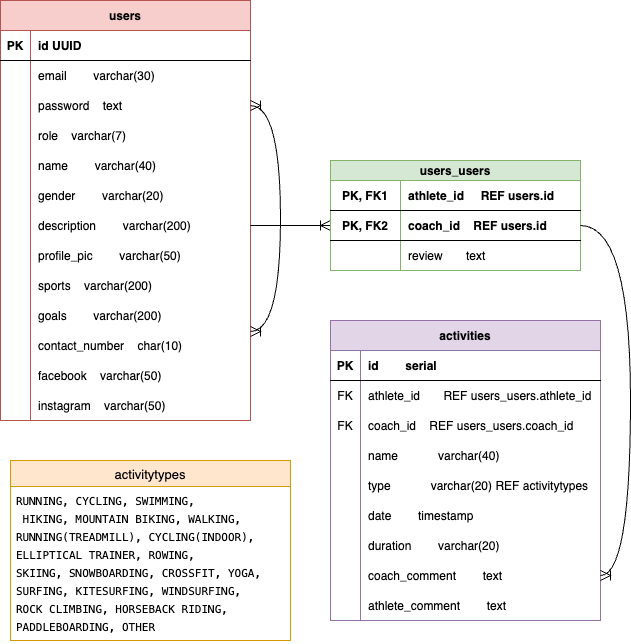 users
PK id UUID
email varchar(30)
password text
role varchar(7)
name varchar(40)
gender varchar(20)
description varchar(200)
profile_pic varchar(50)
sports varchar(200)
goals varchar(200)
contact_number char(10)
facebook varchar(50)
instagram varchar(50)
users_users
PK, FK1 athlete_id REF users.id
PK, FK2 coach_id REF users.id
review text
activities
PK id serial
FK athlete_id REF users_users.athlete_id
FK coach_id REF users_users.coach_id
name varchar(40)
type varchar(20) REF activitytypes
date timestamp
duration varchar(20)
coach_comment text
athlete_comment text
activitytypes
RUNNING, CYCLING, SWIMMING,
HIKING, MOUNTAIN BIKING, WALKING,
RUNNING(TREADMILL), CYCLING(INDOOR),
ELLIPTICAL TRAINER, ROWING,
SKIING, SNOWBOARDING, CROSSFIT, YOGA,
SURFING, KITESURFING, WINDSURFING,
ROCK CLIMBING, HORSEBACK RIDING,
PADDLEBOARDING, OTHER